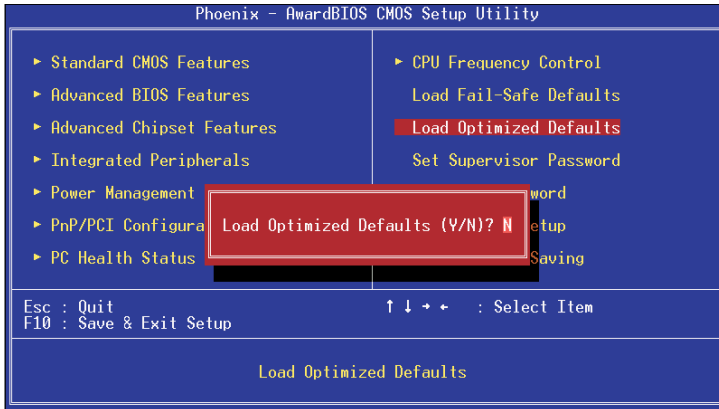 Phoenix - AwardBIOS CMOS Setup Utility
► Standard CMOS Features
► Advanced BIOS Features
► Advanced Chipset Features
► Integrated Peripherals
► Power Management
► PnP/PCI Configura
► PC Health Status
► CPU Frequency Control
Load Fail-Safe Defaults
Load Optimized Defaults
Set Supervisor Password
word
etup
Saving
Load Optimized Defaults (Y/N)? N
Esc : Quit
F10 : Save & Exit Setup
↑ ↓ → ← : Select Item
Load Optimized Defaults